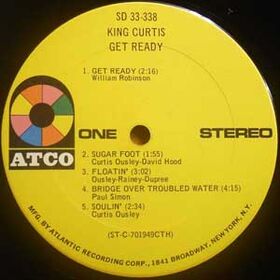 SD 33-338
KING CURTIS
GET READY
1. GET READY (2:16)
William Robinson
ATCO
ONE
STEREO
2. SUGAR FOOT (1:55)
Curtis Ousley-David Hood
3. FLOATIN' (3:02)
Ousley-Rainey-Dupree
4. BRIDGE OVER TROUBLED WATER (4:15)
Paul Simon
5. SOULIN' (2:34)
Curtis Ousley
(ST-C-701949CTH)
MFG. BY ATLANTIC RECORDING CORP., 1841 BROADWAY, NEW YORK, N.Y.